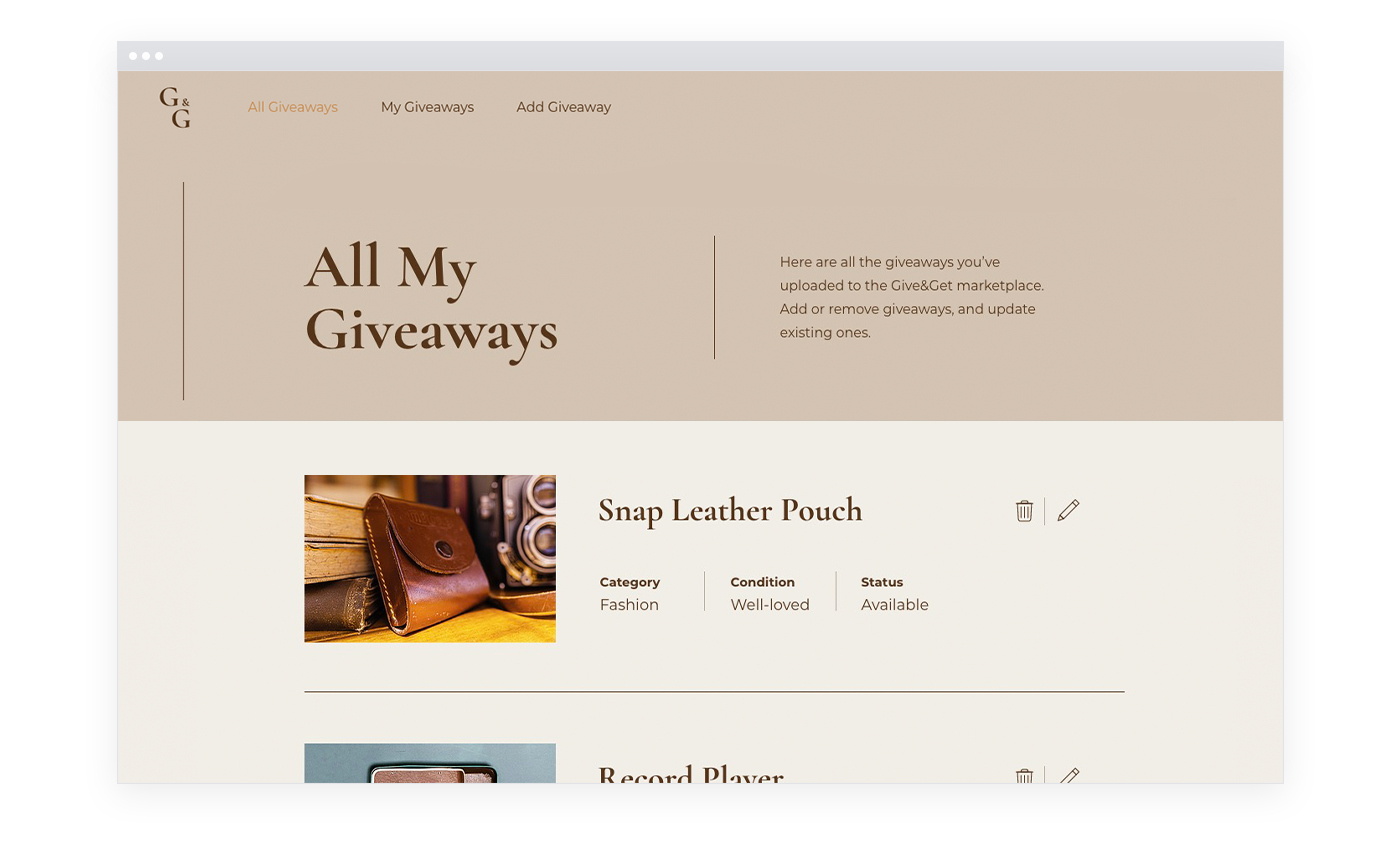 G &
G
All Giveaways
My Giveaways
Add Giveaway
All My
Giveaways
Here are all the giveaways you’ve
uploaded to the Give&Get marketplace.
Add or remove giveaways, and update
existing ones.
Snap Leather Pouch
Category
Fashion
Condition
Well-loved
Status
Available
Record Player